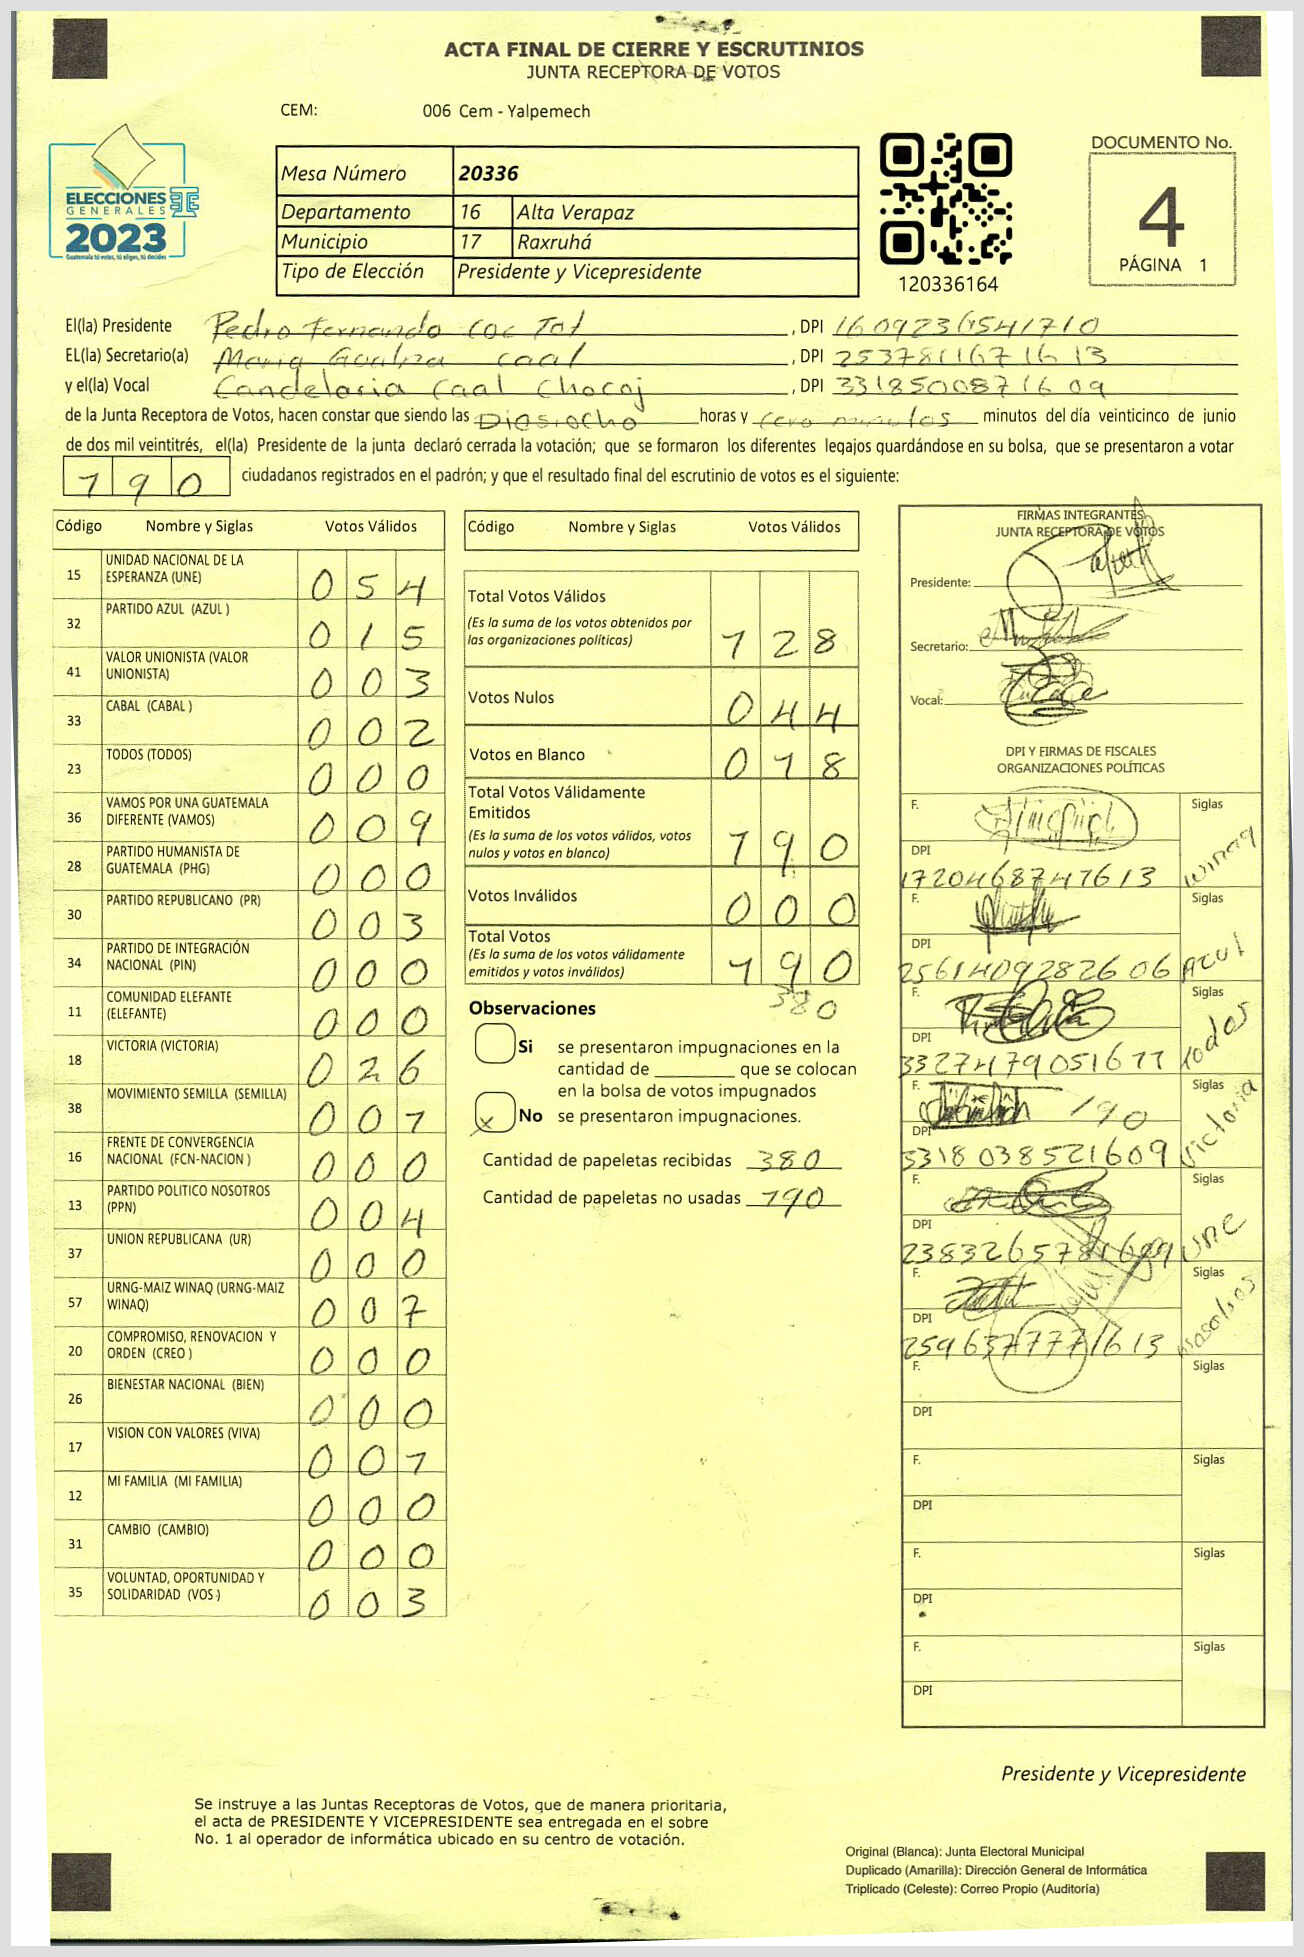 ACTA FINAL DE CIERRE Y ESCRUTINIOS
JUNTA RECEPTORA DE VOTOS
CEM: 006 Cem - Yalpemech
ELECCIONES
GENERALES
2023
Guatemala tú votas, tú eliges, tú decides
Mesa Número 20336
Departamento 16 Alta Verapaz
Municipio 17 Raxruhá
Tipo de Elección Presidente y Vicepresidente
120336164
DOCUMENTO No.
4
PÁGINA 1
El(la) Presidente Pedro Fernando Coc Tot , DPI
EL(la) Secretario(a) Maria Caal , DPI 2537811671613
y el(la) Vocal Candelaria Caal Chocoj , DPI 3318500871609
de la Junta Receptora de Votos, hacen constar que siendo las Diosiocho horas y cero minutos minutos del día veinticinco de junio
de dos mil veintitrés, el(la) Presidente de la junta declaró cerrada la votación; que se formaron los diferentes legajos guardándose en su bolsa, que se presentaron a votar
190 ciudadanos registrados en el padrón; y que el resultado final del escrutinio de votos es el siguiente:
Código Nombre y Siglas Votos Válidos
15 UNIDAD NACIONAL DE LA ESPERANZA (UNE) 054
32 PARTIDO AZUL (AZUL ) 015
41 VALOR UNIONISTA (VALOR UNIONISTA) 003
33 CABAL (CABAL ) 002
23 TODOS (TODOS) 000
36 VAMOS POR UNA GUATEMALA DIFERENTE (VAMOS) 009
28 PARTIDO HUMANISTA DE GUATEMALA (PHG) 000
30 PARTIDO REPUBLICANO (PR) 003
34 PARTIDO DE INTEGRACIÓN NACIONAL (PIN) 000
11 COMUNIDAD ELEFANTE (ELEFANTE) 000
18 VICTORIA (VICTORIA) 026
38 MOVIMIENTO SEMILLA (SEMILLA) 001
16 FRENTE DE CONVERGENCIA NACIONAL (FCN-NACION ) 000
13 PARTIDO POLITICO NOSOTROS (PPN) 004
37 UNION REPUBLICANA (UR) 000
57 URNG-MAIZ WINAQ (URNG-MAIZ WINAQ) 007
20 COMPROMISO, RENOVACION Y ORDEN (CREO ) 000
26 BIENESTAR NACIONAL (BIEN) 000
17 VISION CON VALORES (VIVA) 001
12 MI FAMILIA (MI FAMILIA) 000
31 CAMBIO (CAMBIO) 000
35 VOLUNTAD, OPORTUNIDAD Y SOLIDARIDAD (VOS ) 003
Código Nombre y Siglas Votos Válidos
Total Votos Válidos
(Es la suma de los votos obtenidos por
las organizaciones políticas) 128
Votos Nulos 044
Votos en Blanco 018
Total Votos Válidamente
Emitidos
(Es la suma de los votos válidos, votos
nulos y votos en blanco) 190
Votos Inválidos 000
Total Votos
(Es la suma de los votos válidamente
emitidos y votos inválidos) 190
380
Observaciones
Si se presentaron impugnaciones en la
cantidad de ________ que se colocan
en la bolsa de votos impugnados
x No se presentaron impugnaciones.
Cantidad de papeletas recibidas 380
Cantidad de papeletas no usadas 190
FIRMAS INTEGRANTES
JUNTA RECEPTORA DE VOTOS
Presidente:
Secretario:
Vocal:
DPI Y FIRMAS DE FISCALES
ORGANIZACIONES POLÍTICAS
F. Siglas
DPI winaq
1720468747613
F. Siglas
DPI Azul
2561409282606
F. Siglas
DPI todos
3327479051611
F. 190 Siglas
DPI Victoria
3318038521609
F. Siglas
DPI une
2383265781609
F. Siglas
DPI
2596377771613
F. Siglas
DPI
F. Siglas
DPI
F. Siglas
DPI
F. Siglas
DPI
Presidente y Vicepresidente
Se instruye a las Juntas Receptoras de Votos, que de manera prioritaria,
el acta de PRESIDENTE Y VICEPRESIDENTE sea entregada en el sobre
No. 1 al operador de informática ubicado en su centro de votación.
Original (Blanca): Junta Electoral Municipal
Duplicado (Amarilla): Dirección General de Informática
Triplicado (Celeste): Correo Propio (Auditoría)